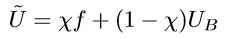 Ũ = χf + (1 − χ)U_B